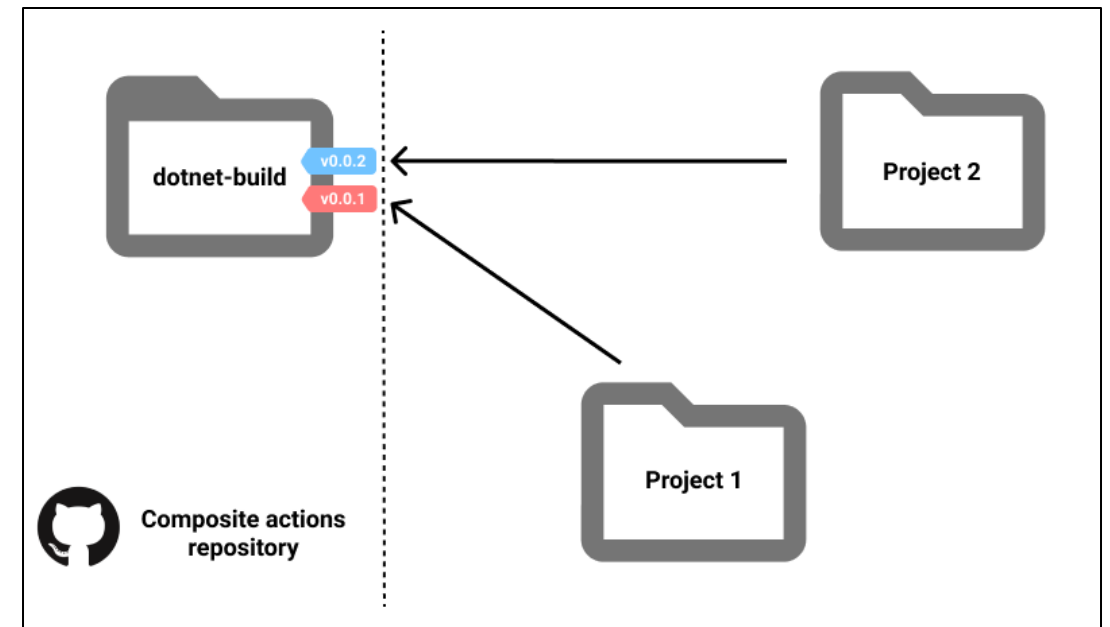 dotnet-build
v0.0.2
v0.0.1
Project 2
Project 1
Composite actions
repository